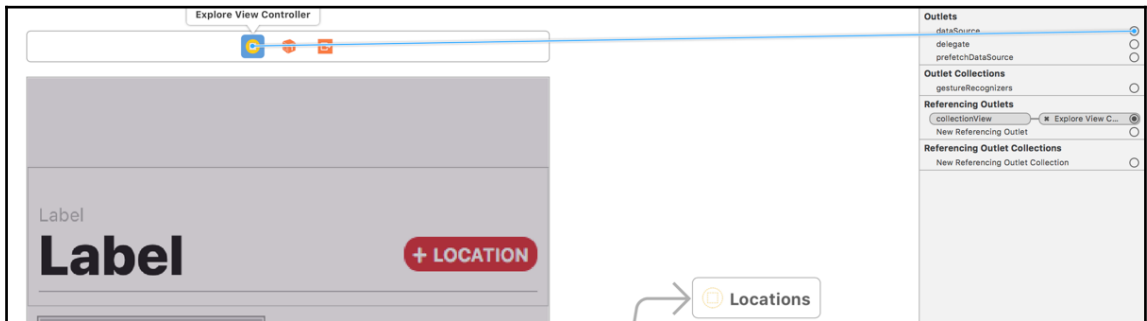 Explore View Controller
Label
Label
+ LOCATION
Locations
Outlets
dataSource
delegate
prefetchDataSource
Outlet Collections
gestureRecognizers
Referencing Outlets
collectionView
Explore View C...
New Referencing Outlet
Referencing Outlet Collections
New Referencing Outlet Collection